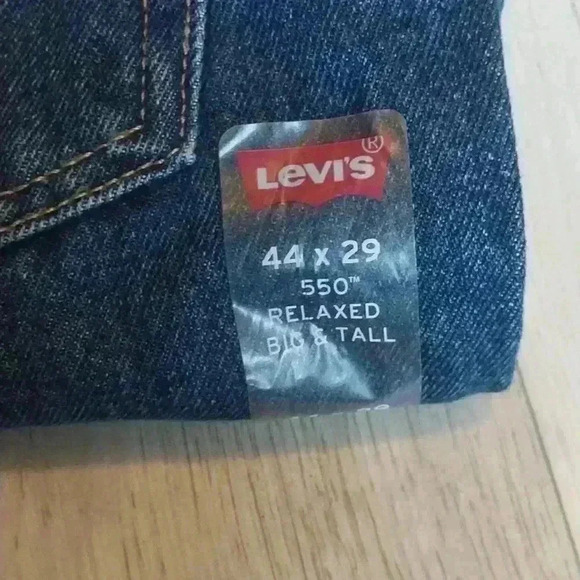 Levi's®
44 x 29
550™
RELAXED
BIG & TALL